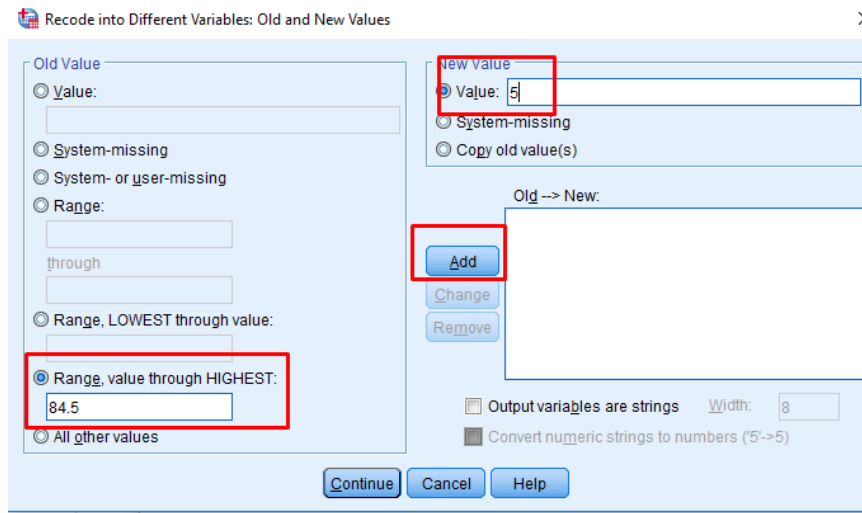 Recode into Different Variables: Old and New Values
Old Value
Value:
System-missing
System- or user-missing
Range:
through
Range, LOWEST through value:
Range, value through HIGHEST:
84.5
All other values
New Value
Value: 5
System-missing
Copy old value(s)
Old --> New:
Add
Change
Remove
Output variables are strings Width: 8
Convert numeric strings to numbers ('5'->5)
Continue Cancel Help